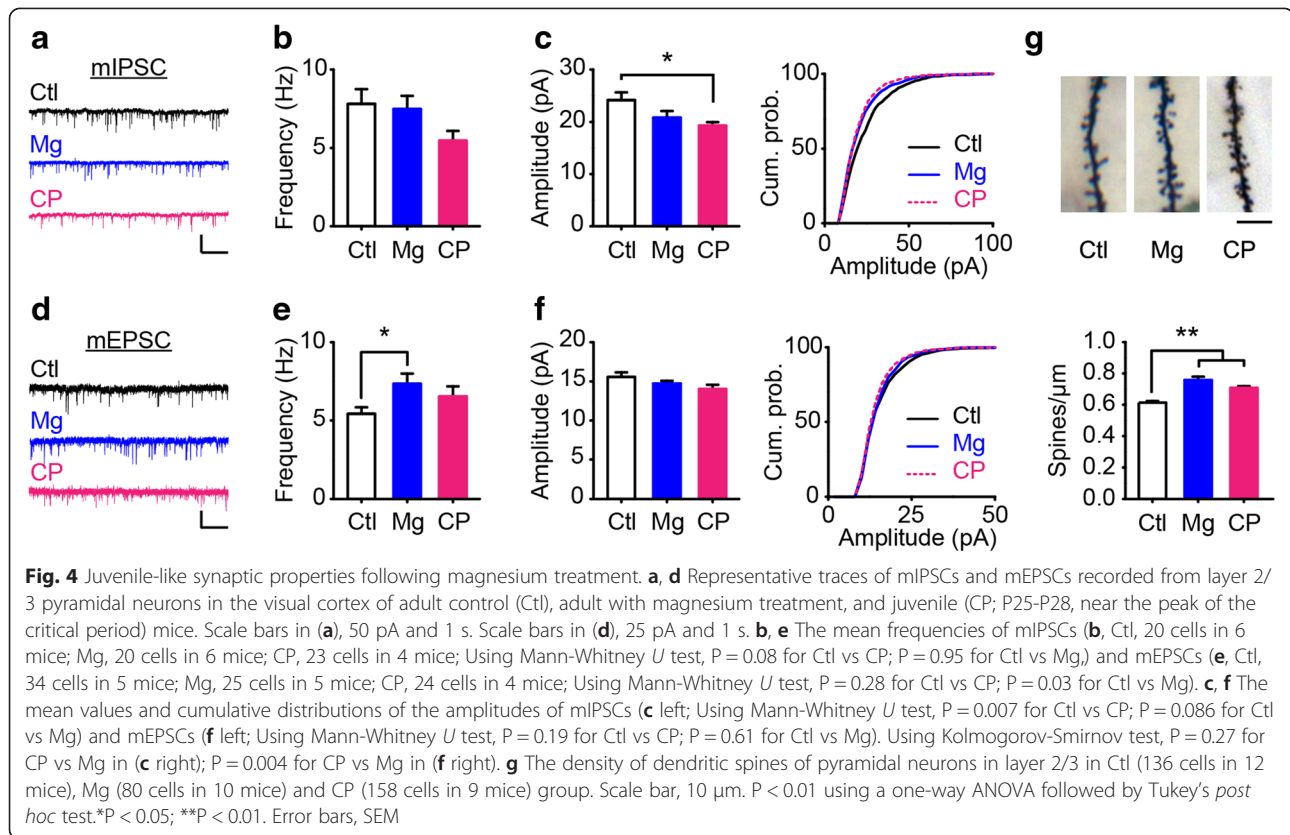 a
mIPSC
Ctl
Mg
CP
b
Frequency (Hz)
10
5
0
Ctl Mg CP
c
Amplitude (pA)
30
20
10
0
*
Ctl Mg CP
Cum. prob.
100
50
0
Ctl
Mg
CP
0 50 100
Amplitude (pA)
g
Ctl Mg CP
d
mEPSC
Ctl
Mg
CP
e
Frequency (Hz)
10
5
0
*
Ctl Mg CP
f
Amplitude (pA)
20
15
10
5
0
Ctl Mg CP
Cum. prob.
100
50
0
Ctl
Mg
CP
0 25 50
Amplitude (pA)
Spines/µm
1.0
0.8
0.6
0.4
0.2
0.0
**
Ctl Mg CP
Fig. 4 Juvenile-like synaptic properties following magnesium treatment. a, d Representative traces of mIPSCs and mEPSCs recorded from layer 2/
3 pyramidal neurons in the visual cortex of adult control (Ctl), adult with magnesium treatment, and juvenile (CP; P25-P28, near the peak of the
critical period) mice. Scale bars in (a), 50 pA and 1 s. Scale bars in (d), 25 pA and 1 s. b, e The mean frequencies of mIPSCs (b, Ctl, 20 cells in 6
mice; Mg, 20 cells in 6 mice; CP, 23 cells in 4 mice; Using Mann-Whitney U test, P = 0.08 for Ctl vs CP; P = 0.95 for Ctl vs Mg,) and mEPSCs (e, Ctl,
34 cells in 5 mice; Mg, 25 cells in 5 mice; CP, 24 cells in 4 mice; Using Mann-Whitney U test, P = 0.28 for Ctl vs CP; P = 0.03 for Ctl vs Mg). c, f The
mean values and cumulative distributions of the amplitudes of mIPSCs (c left; Using Mann-Whitney U test, P = 0.007 for Ctl vs CP; P = 0.086 for Ctl
vs Mg) and mEPSCs (f left; Using Mann-Whitney U test, P = 0.19 for Ctl vs CP; P = 0.61 for Ctl vs Mg). Using Kolmogorov-Smirnov test, P = 0.27 for
CP vs Mg in (c right); P = 0.004 for CP vs Mg in (f right). g The density of dendritic spines of pyramidal neurons in layer 2/3 in Ctl (136 cells in 12
mice), Mg (80 cells in 10 mice) and CP (158 cells in 9 mice) group. Scale bar, 10 µm. P < 0.01 using a one-way ANOVA followed by Tukey's post
hoc test.*P < 0.05; **P < 0.01. Error bars, SEM